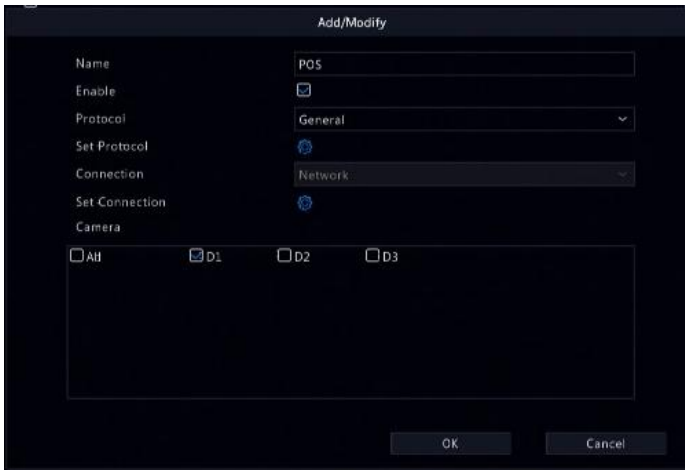 Add/Modify
Name POS
Enable
Protocol General
Set Protocol
Connection Network
Set Connection
Camera
All D1 D2 D3
OK Cancel